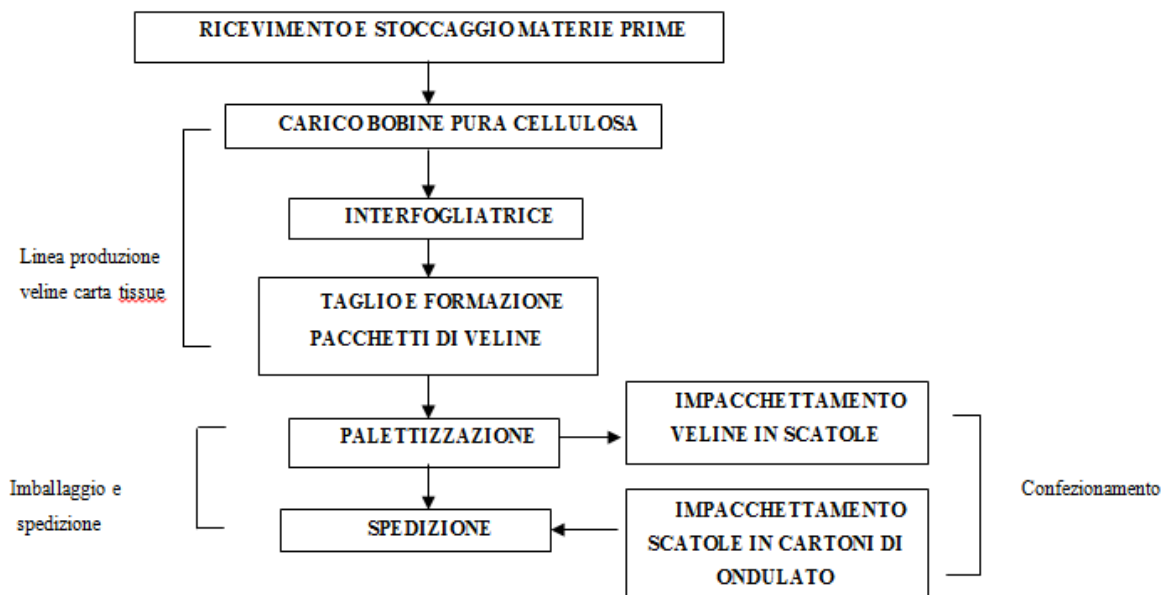 RICEVIMENTO E STOCCAGGIO MATERIE PRIME
CARICO BOBINE PURA CELLULOSA
INTERFOGLIATRICE
Linea produzione
veline carta tissue
TAGLIO E FORMAZIONE
PACCHETTI DI VELINE
PALETTIZZAZIONE
IMPACCHETTAMENTO
VELINE IN SCATOLE
Imballaggio e
spedizione
SPEDIZIONE
IMPACCHETTAMENTO
SCATOLE IN CARTONI DI
ONDULATO
Confezionamento